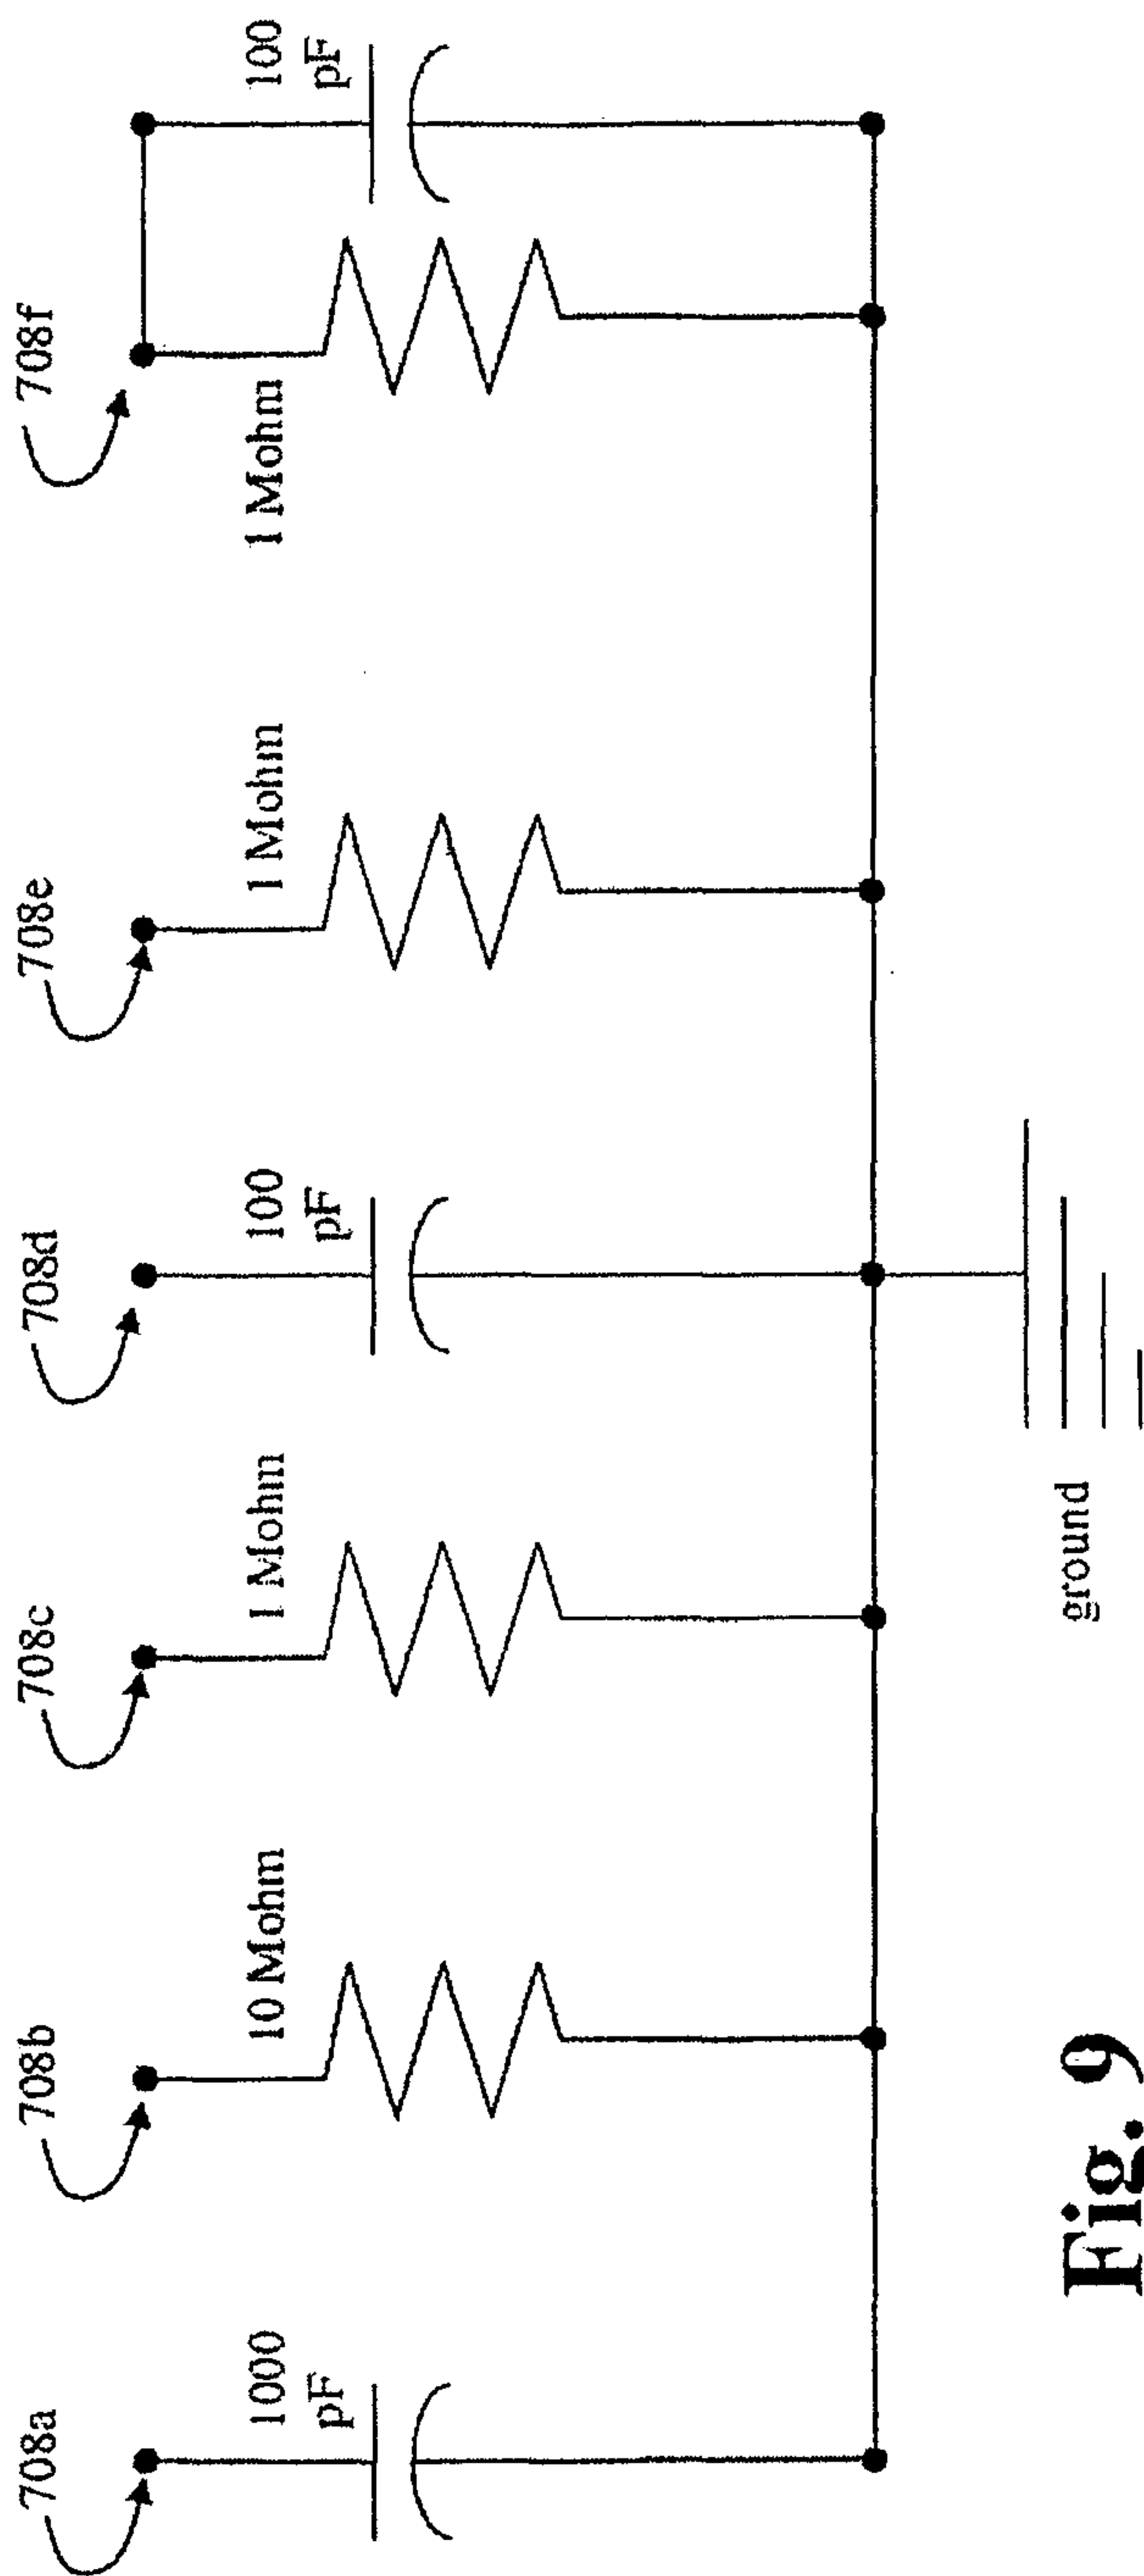 708a
708b
708c
708d
708e
708f
1000
pF
10 Mohm
1 Mohm
100
pF
1 Mohm
1 Mohm
100
pF
ground
Fig. 9